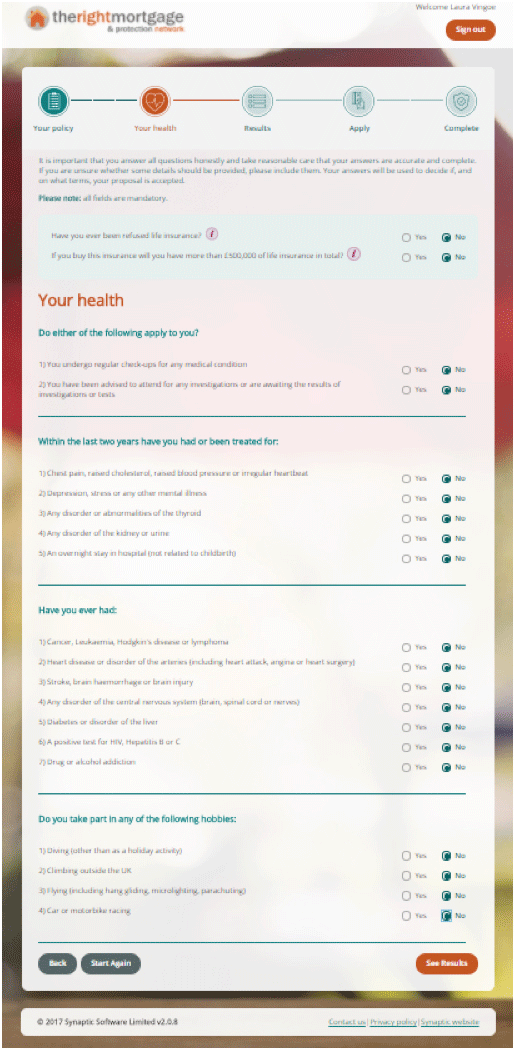 Welcome Laura Vingoe
therightmortgage
& protection network
Sign out
Your policy
Your health
Results
Apply
Complete
It is important that you answer all questions honestly and take reasonable care that your answers are accurate and complete.
If you are unsure whether some details should be provided, please include them. Your answers will be used to decide if, and
on what terms, your proposal is accepted.
Please note: all fields are mandatory.
Have you ever been refused life insurance? i Yes No
If you buy this insurance will you have more than £500,000 of life insurance in total? i Yes No
Your health
Do either of the following apply to you?
1) You undergo regular check-ups for any medical condition Yes No
2) You have been advised to attend for any investigations or are awaiting the results of
investigations or tests Yes No
Within the last two years have you had or been treated for:
1) Chest pain, raised cholesterol, raised blood pressure or irregular heartbeat Yes No
2) Depression, stress or any other mental illness Yes No
3) Any disorder or abnormalities of the thyroid Yes No
4) Any disorder of the kidney or urine Yes No
5) An overnight stay in hospital (not related to childbirth) Yes No
Have you ever had:
1) Cancer, Leukaemia, Hodgkin's disease or lymphoma Yes No
2) Heart disease or disorder of the arteries (including heart attack, angina or heart surgery) Yes No
3) Stroke, brain haemorrhage or brain injury Yes No
4) Any disorder of the central nervous system (brain, spinal cord or nerves) Yes No
5) Diabetes or disorder of the liver Yes No
6) A positive test for HIV, Hepatitis B or C Yes No
7) Drug or alcohol addiction Yes No
Do you take part in any of the following hobbies:
1) Diving (other than as a holiday activity) Yes No
2) Climbing outside the UK Yes No
3) Flying (including hang gliding, microlighting, parachuting) Yes No
4) Car or motorbike racing Yes No
Back
Start Again
See Results
© 2017 Synaptic Software Limited v2.0.8
Contact us | Privacy policy | Synaptic website